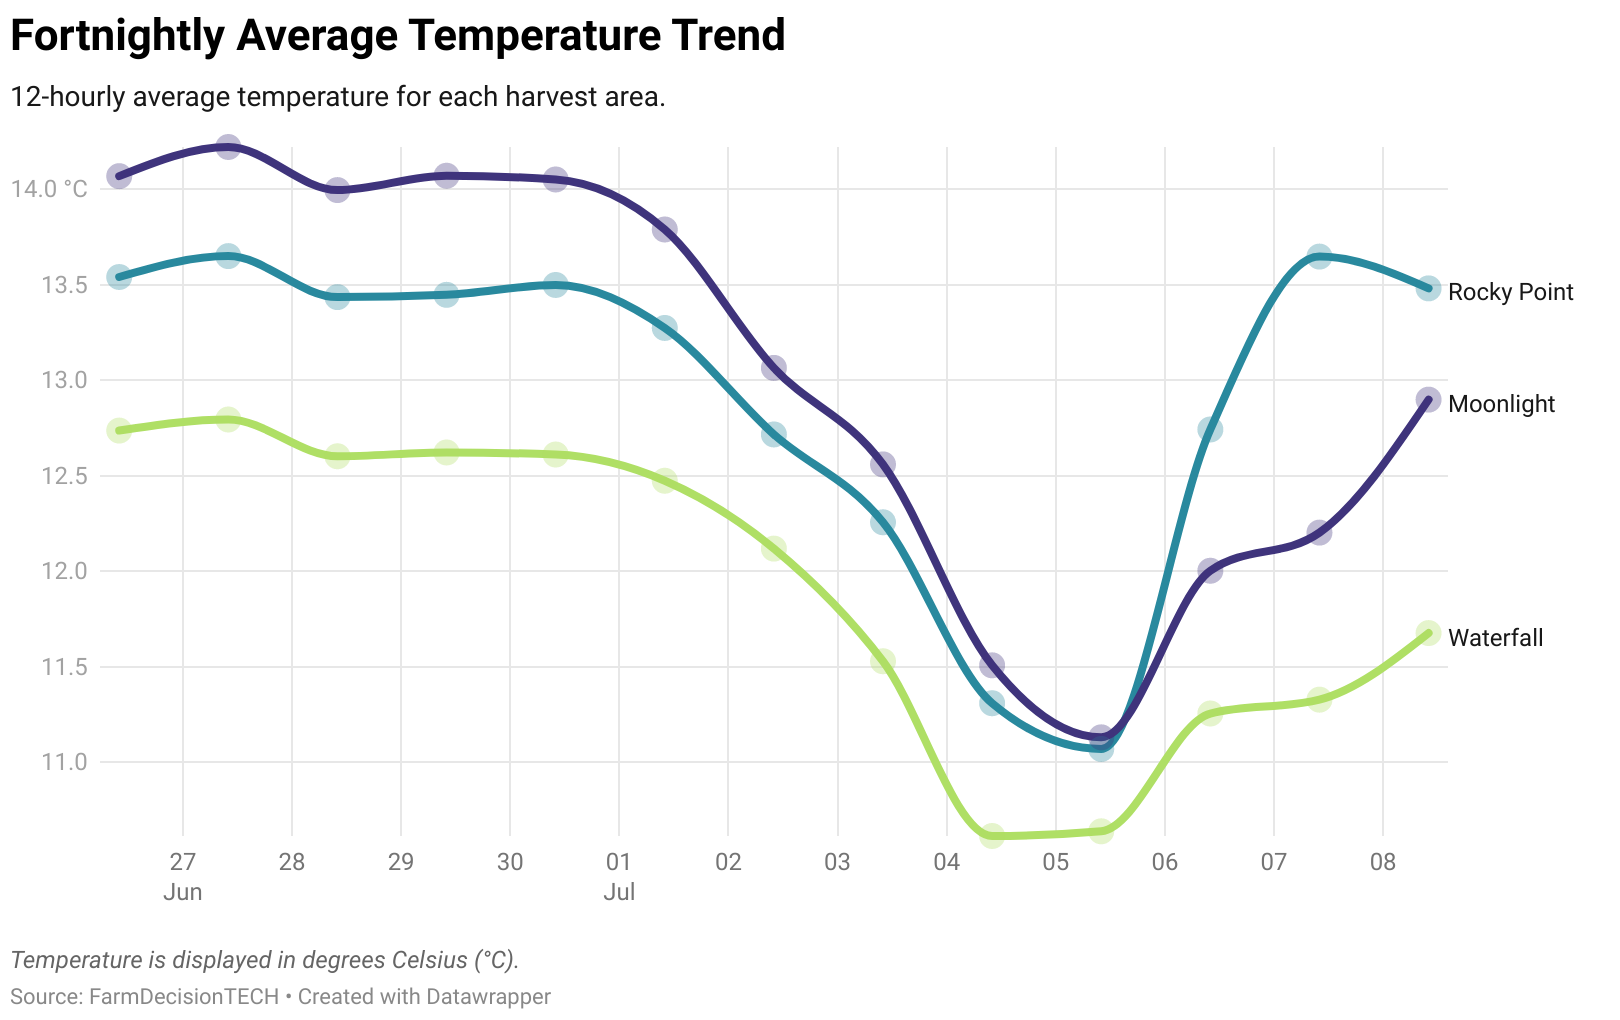 Fortnightly Average Temperature Trend
12-hourly average temperature for each harvest area.
14.0 °C
13.5
13.0
12.5
12.0
11.5
11.0
Rocky Point
Moonlight
Waterfall
27 28 29 30 01 02 03 04 05 06 07 08
Jun Jul
Temperature is displayed in degrees Celsius (°C).
Source: FarmDecisionTECH • Created with Datawrapper